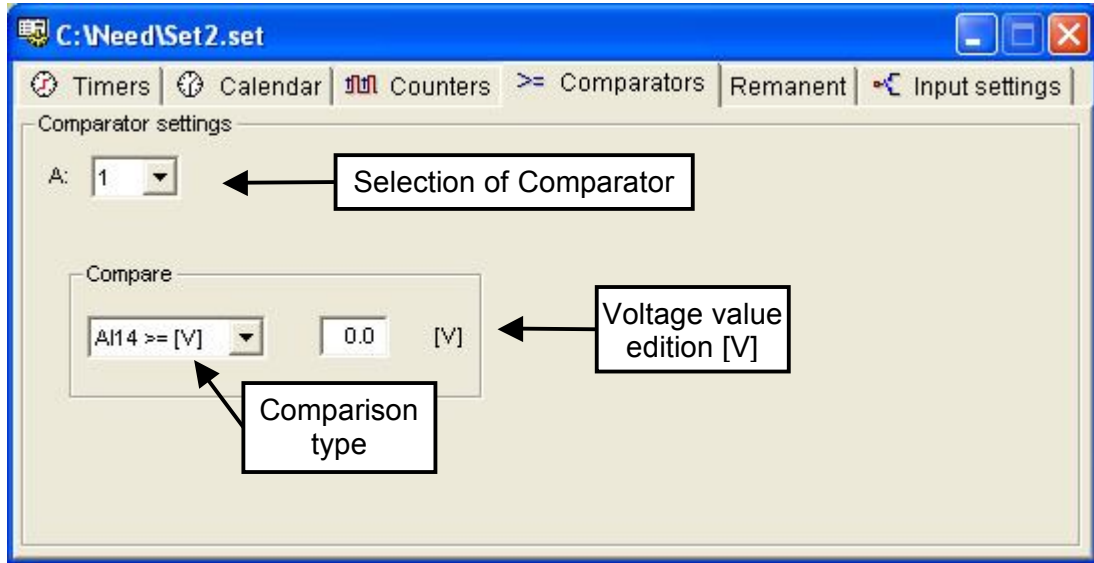 C:\Need\Set2.set
Timers Calendar Counters >= Comparators Remanent Input settings
Comparator settings
A: 1
Selection of Comparator
Compare
AI14 >= [V] 0.0 [V]
Voltage value
edition [V]
Comparison
type